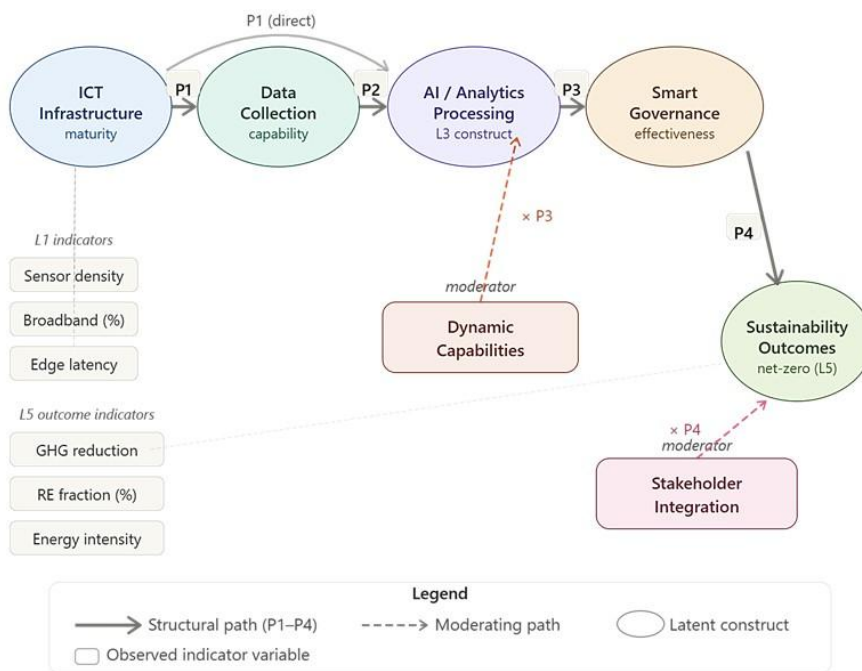 P1 (direct)
ICT
Infrastructure
maturity
P1
Data
Collection
capability
P2
AI / Analytics
Processing
L3 construct
P3
Smart
Governance
effectiveness
× P3
P4
L1 indicators
Sensor density
Broadband (%)
Edge latency
moderator
Dynamic
Capabilities
Sustainability
Outcomes
net-zero (L5)
L5 outcome indicators
GHG reduction
RE fraction (%)
Energy intensity
× P4
moderator
Stakeholder
Integration
Legend
Structural path (P1–P4)
Moderating path
Latent construct
Observed indicator variable